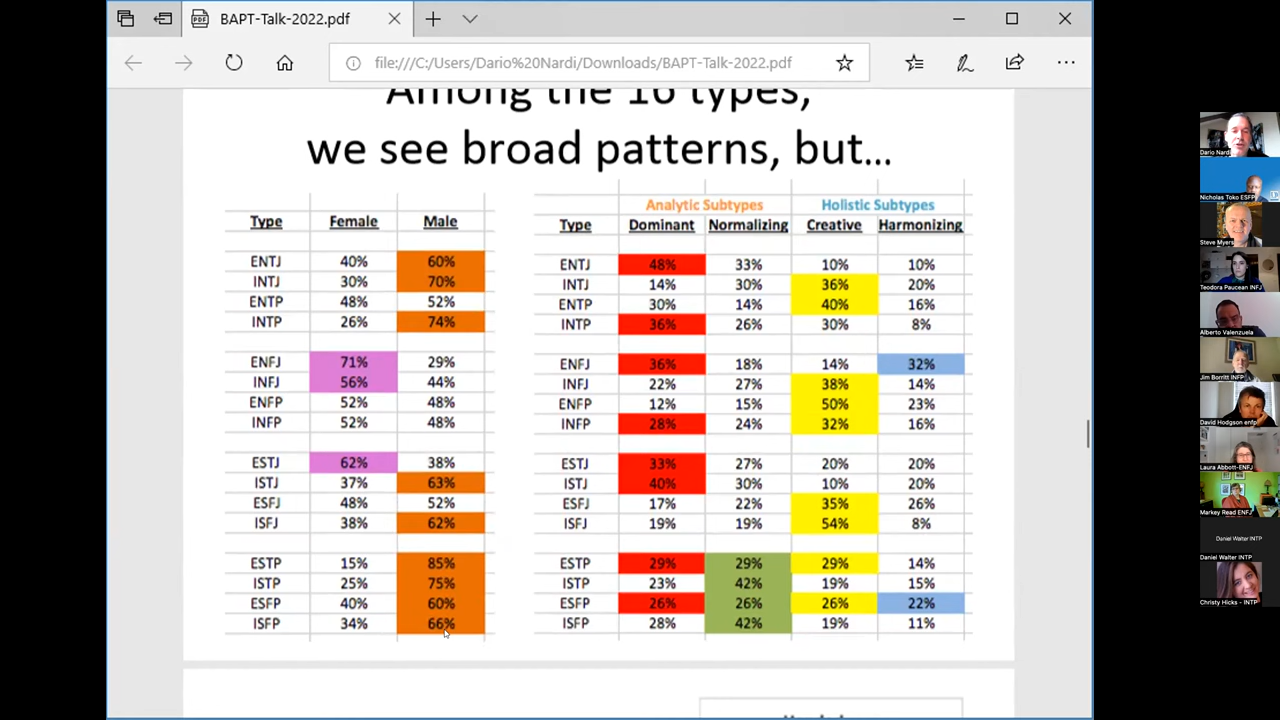 BAPT-Talk-2022.pdf
file:///C:/Users/Dario%20Nardi/Downloads/BAPT-Talk-2022.pdf
Among the 16 types,
we see broad patterns, but...
Type Female Male
ENTJ 40% 60%
INTJ 30% 70%
ENTP 48% 52%
INTP 26% 74%
ENFJ 71% 29%
INFJ 56% 44%
ENFP 52% 48%
INFP 52% 48%
ESTJ 62% 38%
ISTJ 37% 63%
ESFJ 48% 52%
ISFJ 38% 62%
ESTP 15% 85%
ISTP 25% 75%
ESFP 40% 60%
ISFP 34% 66%
Analytic Subtypes Holistic Subtypes
Type Dominant Normalizing Creative Harmonizing
ENTJ 48% 33% 10% 10%
INTJ 14% 30% 36% 20%
ENTP 30% 14% 40% 16%
INTP 36% 26% 30% 8%
ENFJ 36% 18% 14% 32%
INFJ 22% 27% 38% 14%
ENFP 12% 15% 50% 23%
INFP 28% 24% 32% 16%
ESTJ 33% 27% 20% 20%
ISTJ 40% 30% 10% 20%
ESFJ 17% 22% 35% 26%
ISFJ 19% 19% 54% 8%
ESTP 29% 29% 29% 14%
ISTP 23% 42% 19% 15%
ESFP 26% 26% 26% 22%
ISFP 28% 42% 19% 11%
Dario Nardi
Nicholas Toko ESFP
Steve Myers
Teodora Paucean INFJ
Alberto Valenzuela
Jim Borritt INFP
David Hodgson enfp
Laura Abbott-ENFJ
Markey Read ENFJ
Daniel Walter INTP
Daniel Walter INTP
Christy Hicks - INTP